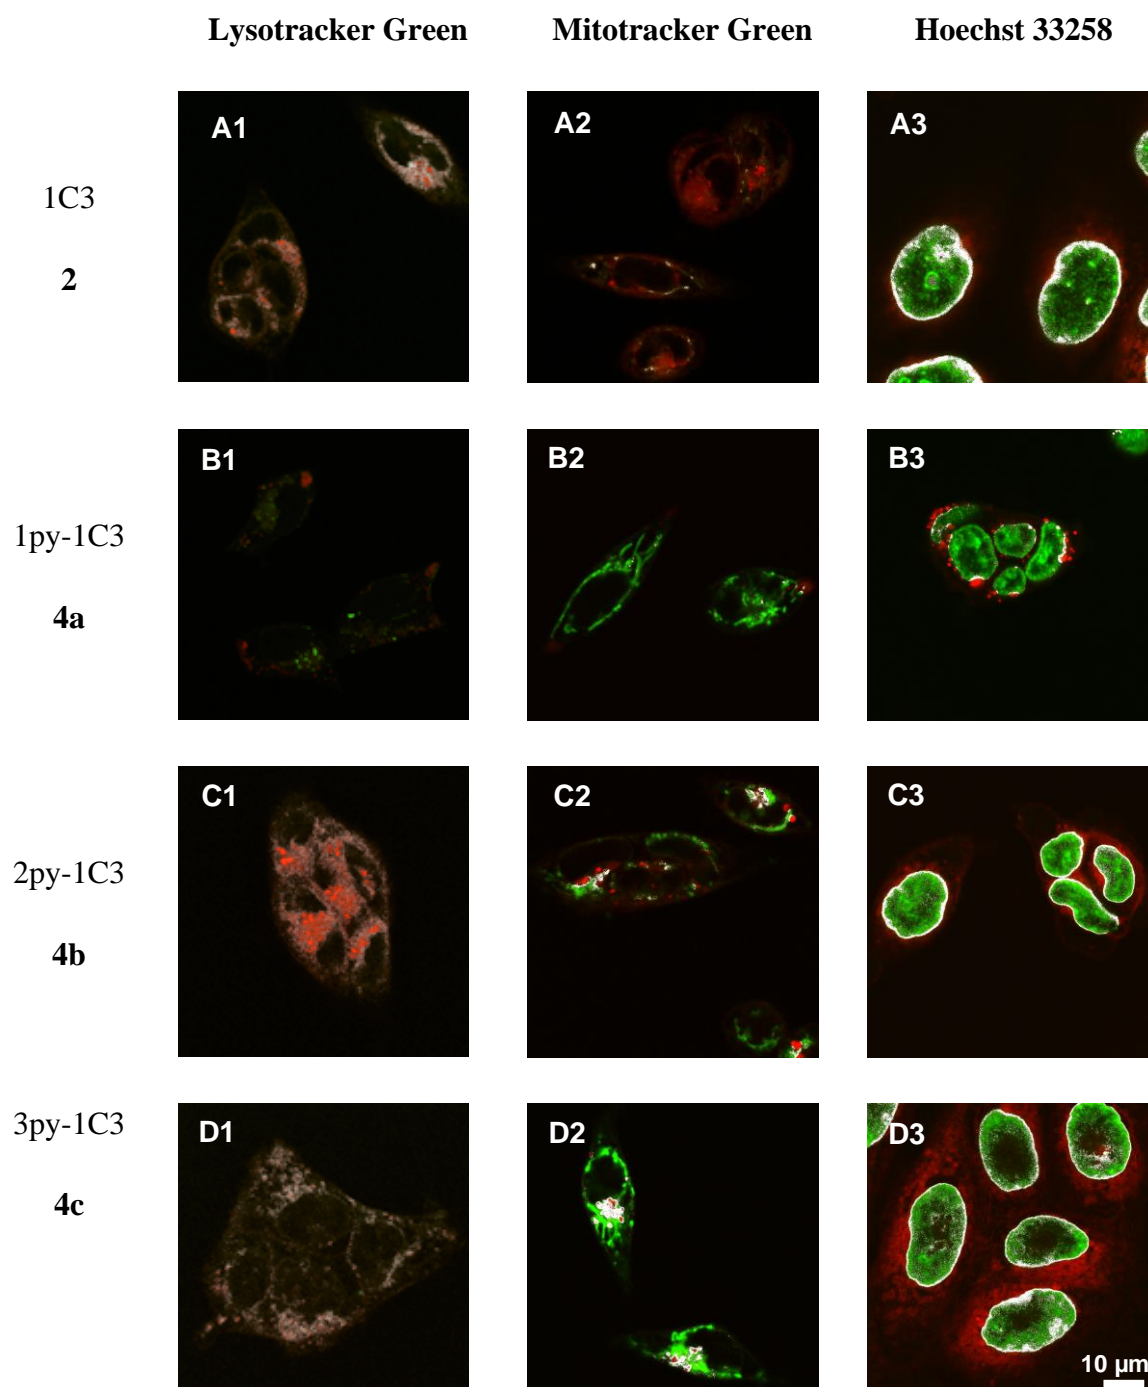 Lysotracker Green Mitotracker Green Hoechst 33258
A1 A2 A3
1C3
2
B1 B2 B3
1py-1C3
4a
C1 C2 C3
2py-1C3
4b
D1 D2 D3
3py-1C3
4c
10 µm